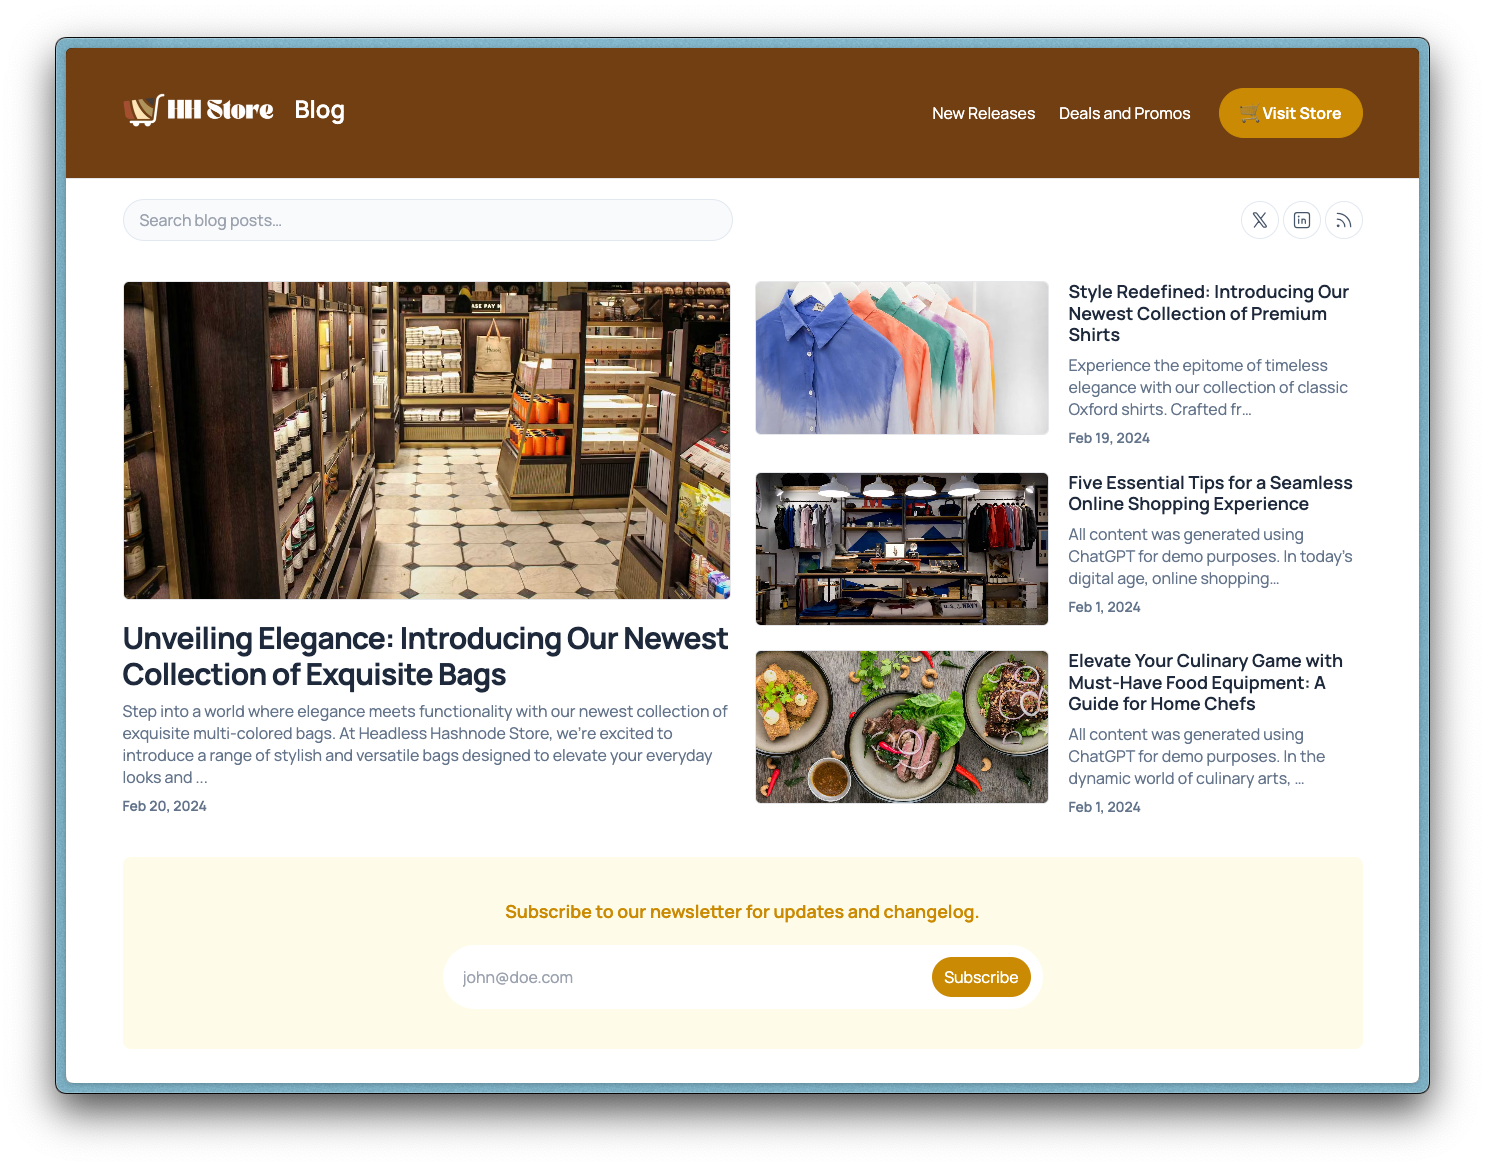 HH Store Blog
New Releases
Deals and Promos
Visit Store
Search blog posts…
Unveiling Elegance: Introducing Our Newest
Collection of Exquisite Bags
Step into a world where elegance meets functionality with our newest collection of
exquisite multi-colored bags. At Headless Hashnode Store, we're excited to
introduce a range of stylish and versatile bags designed to elevate your everyday
looks and ...
Feb 20, 2024
Style Redefined: Introducing Our
Newest Collection of Premium
Shirts
Experience the epitome of timeless
elegance with our collection of classic
Oxford shirts. Crafted fr…
Feb 19, 2024
Five Essential Tips for a Seamless
Online Shopping Experience
All content was generated using
ChatGPT for demo purposes. In today's
digital age, online shopping…
Feb 1, 2024
Elevate Your Culinary Game with
Must-Have Food Equipment: A
Guide for Home Chefs
All content was generated using
ChatGPT for demo purposes. In the
dynamic world of culinary arts, …
Feb 1, 2024
Subscribe to our newsletter for updates and changelog.
john@doe.com
Subscribe